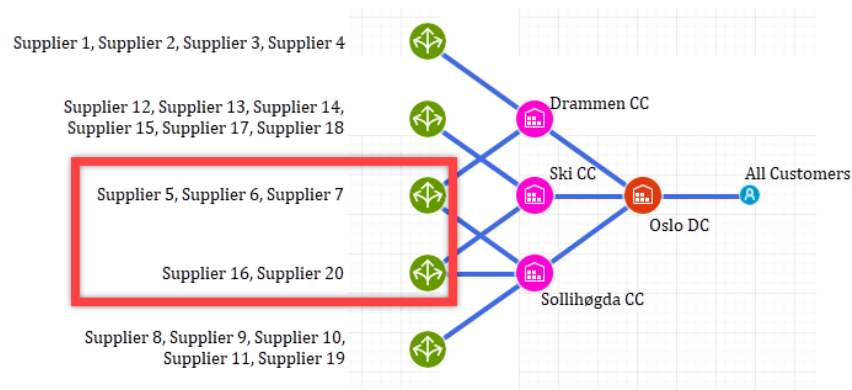 Supplier 1, Supplier 2, Supplier 3, Supplier 4
Supplier 12, Supplier 13, Supplier 14,
Supplier 15, Supplier 17, Supplier 18
Drammen CC
Supplier 5, Supplier 6, Supplier 7
Ski CC
All Customers
Oslo DC
Supplier 16, Supplier 20
Sollihøgda CC
Supplier 8, Supplier 9, Supplier 10,
Supplier 11, Supplier 19